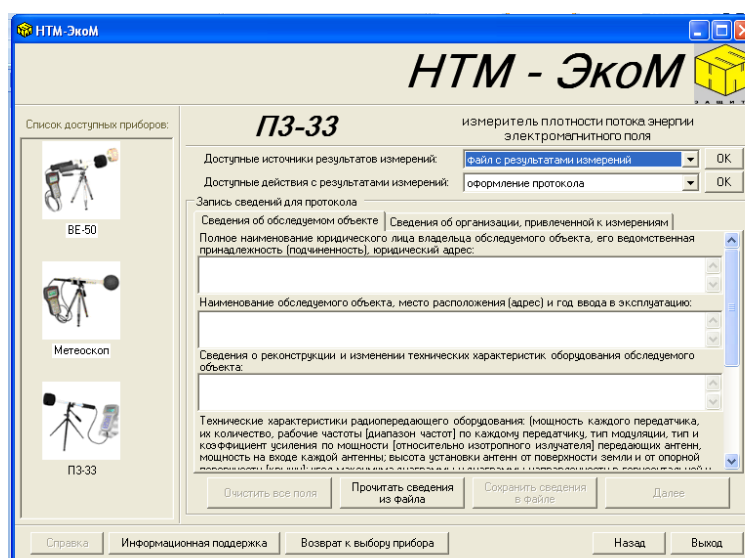 НТМ-ЭкоМ
НТМ - ЭкоМ
ЗАЩИТА
Список доступных приборов:
ВЕ-50
Метеоскоп
П3-33
П3-33
измеритель плотности потока энергии
электромагнитного поля
Доступные источники результатов измерений:
файл с результатами измерений
OK
Доступные действия с результатами измерений:
оформление протокола
OK
Запись сведений для протокола
Сведения об обследуемом объекте
Сведения об организации, привлеченной к измерениям
Полное наименование юридического лица владельца обследуемого объекта, его ведомственная
принадлежность (подчиненность), юридический адрес:
Наименование обследуемого объекта, место расположения (адрес) и год ввода в эксплуатацию:
Сведения о реконструкции и изменении технических характеристик оборудования обследуемого
объекта:
Технические характеристики радиопередающего оборудования: (мощность каждого передатчика,
их количество, рабочие частоты [диапазон частот] по каждому передатчику, тип модуляции, тип и
коэффициент усиления по мощности [относительно изотропного излучателя] передающих антенн,
мощность на входе каждой антенны; высота установки антенн от поверхности земли и от опорной
Очистить все поля
Прочитать сведения
из файла
Сохранить сведения
в файле
Далее
Справка
Информационная поддержка
Возврат к выбору прибора
Назад
Выход